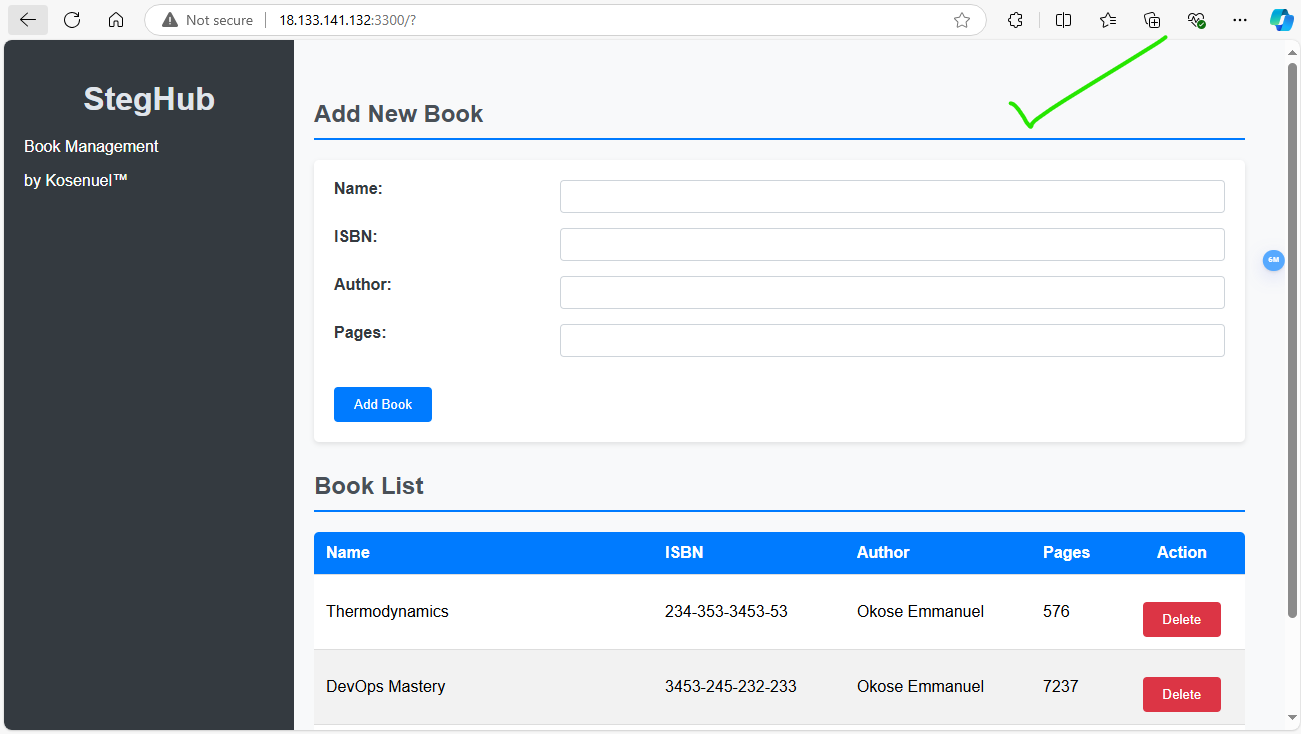 Not secure 18.133.141.132:3300/?
StegHub
Book Management
by Kosenuel™
Add New Book
Name:
ISBN:
Author:
Pages:
Add Book
6M
Book List
Name ISBN Author Pages Action
Thermodynamics 234-353-3453-53 Okose Emmanuel 576 Delete
DevOps Mastery 3453-245-232-233 Okose Emmanuel 7237 Delete